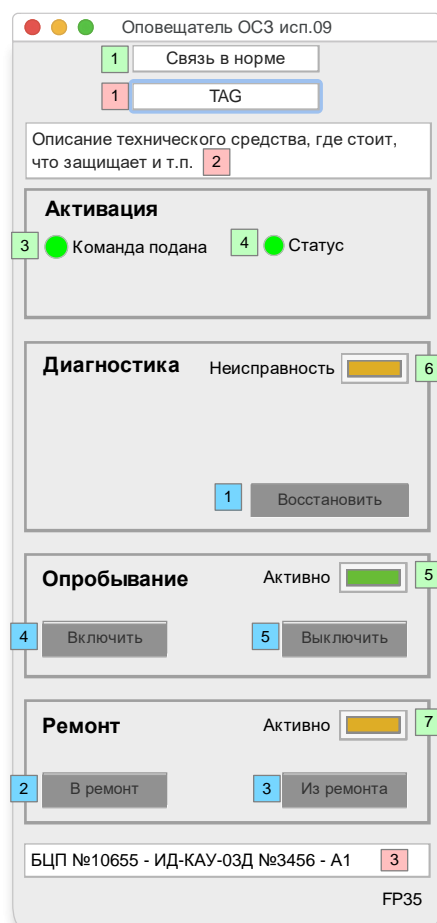 Оповещатель ОСЗ исп.09
1 Связь в норме
1 TAG
Описание технического средства, где стоит,
что защищает и т.п. 2
Активация
3 Команда подана 4 Статус
Диагностика Неисправность 6
1 Восстановить
Опробывание Активно 5
4 Включить 5 Выключить
Ремонт Активно 7
2 В ремонт 3 Из ремонта
БЦП №10655 - ИД-КАУ-03Д №3456 - А1 3
FP35